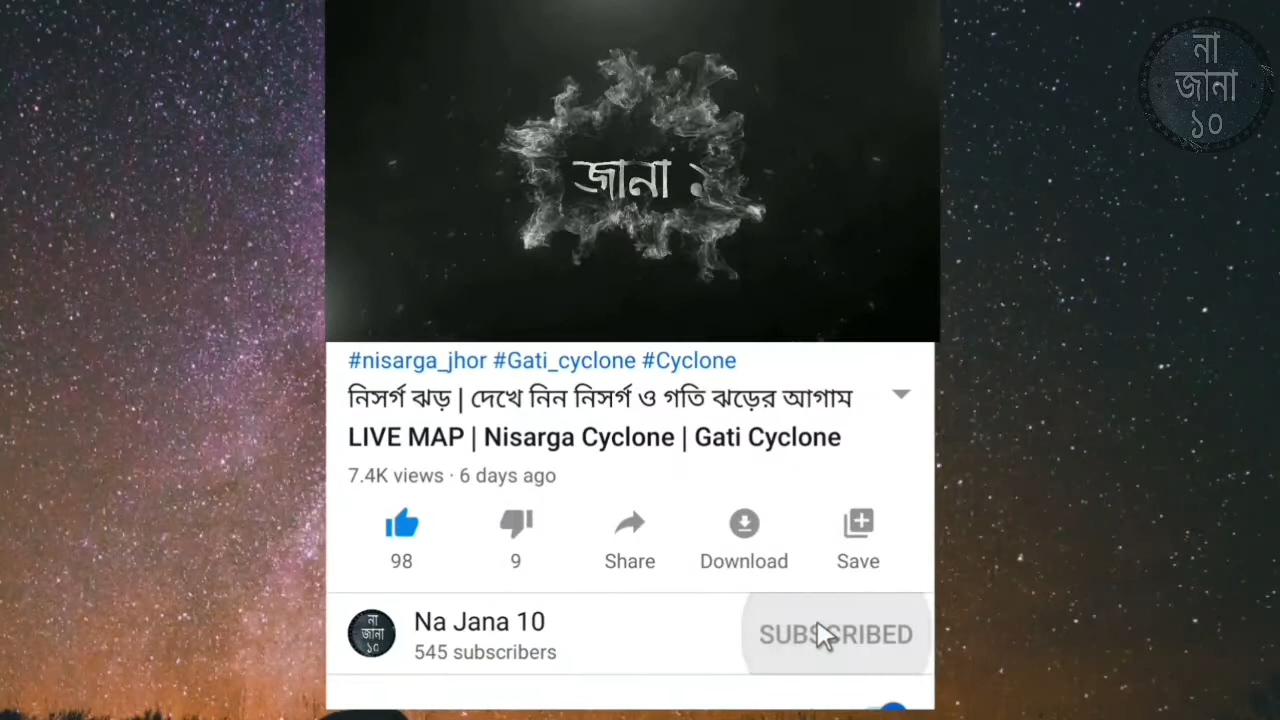 না
জানা
১০
জানা
#nisarga_jhor #Gati_cyclone #Cyclone
নিসর্গ ঝড় | দেখে নিন নিসর্গ ও গতি ঝড়ের আগাম
LIVE MAP | Nisarga Cyclone | Gati Cyclone
7.4K views · 6 days ago
98
9
Share
Download
Save
না
জানা
১০
Na Jana 10
545 subscribers
SUBSCRIBED